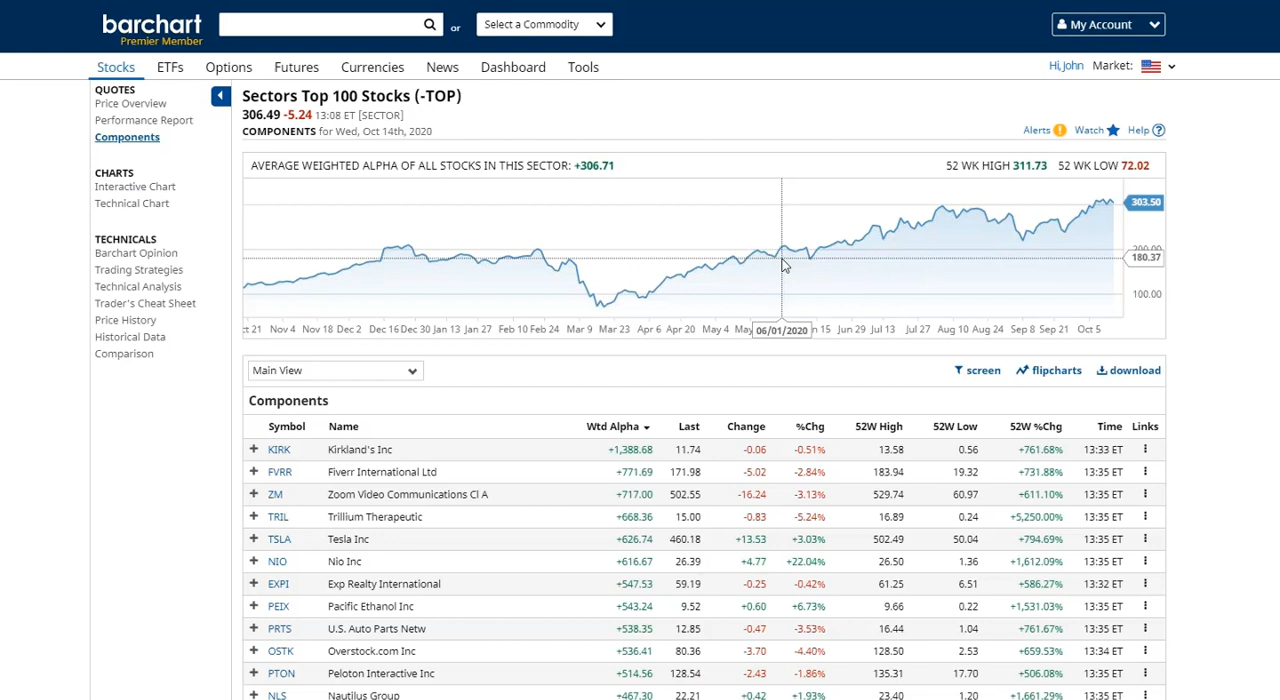 barchart
Premier Member
or
Select a Commodity
My Account
Stocks ETFs Options Futures Currencies News Dashboard Tools
Hi, John Market:
QUOTES
Price Overview
Performance Report
Components
CHARTS
Interactive Chart
Technical Chart
TECHNICALS
Barchart Opinion
Trading Strategies
Technical Analysis
Trader's Cheat Sheet
Price History
Historical Data
Comparison
Sectors Top 100 Stocks (-TOP)
306.49 -5.24 13:08 ET [SECTOR]
COMPONENTS for Wed, Oct 14th, 2020
Alerts Watch Help
AVERAGE WEIGHTED ALPHA OF ALL STOCKS IN THIS SECTOR: +306.71 52 WK HIGH 311.73 52 WK LOW 72.02
303.50
200.00
180.37
100.00
ct 21 Nov 4 Nov 18 Dec 2 Dec 16 Dec 30 Jan 13 Jan 27 Feb 10 Feb 24 Mar 9 Mar 23 Apr 6 Apr 20 May 4 May 06/01/2020 n 15 Jun 29 Jul 13 Jul 27 Aug 10 Aug 24 Sep 8 Sep 21 Oct 5
Main View
screen flipcharts download
Components
Symbol Name Wtd Alpha Last Change %Chg 52W High 52W Low 52W %Chg Time Links
+ KIRK Kirkland's Inc +1,388.68 11.74 -0.06 -0.51% 13.58 0.56 +761.68% 13:33 ET
+ FVRR Fiverr International Ltd +771.69 171.98 -5.02 -2.84% 183.94 19.32 +731.88% 13:35 ET
+ ZM Zoom Video Communications Cl A +717.00 502.55 -16.24 -3.13% 529.74 60.97 +611.10% 13:35 ET
+ TRIL Trillium Therapeutic +668.36 15.00 -0.83 -5.24% 16.89 0.24 +5,250.00% 13:35 ET
+ TSLA Tesla Inc +626.74 460.18 +13.53 +3.03% 502.49 50.04 +794.69% 13:35 ET
+ NIO Nio Inc +616.67 26.39 +4.77 +22.04% 26.50 1.36 +1,612.09% 13:35 ET
+ EXPI Exp Realty International +547.53 59.19 -0.25 -0.42% 61.25 6.51 +586.27% 13:32 ET
+ PEIX Pacific Ethanol Inc +543.24 9.52 +0.60 +6.73% 9.66 0.22 +1,531.03% 13:35 ET
+ PRTS U.S. Auto Parts Netw +538.35 12.85 -0.47 -3.53% 16.44 1.04 +761.67% 13:35 ET
+ OSTK Overstock.com Inc +536.41 80.36 -3.70 -4.40% 128.50 2.53 +659.53% 13:34 ET
+ PTON Peloton Interactive Inc +514.56 128.54 -2.43 -1.86% 135.31 17.70 +506.08% 13:35 ET
+ NLS Nautilus Group +467.30 22.21 +0.42 +1.93% 23.40 1.20 +1,661.29% 13:35 ET